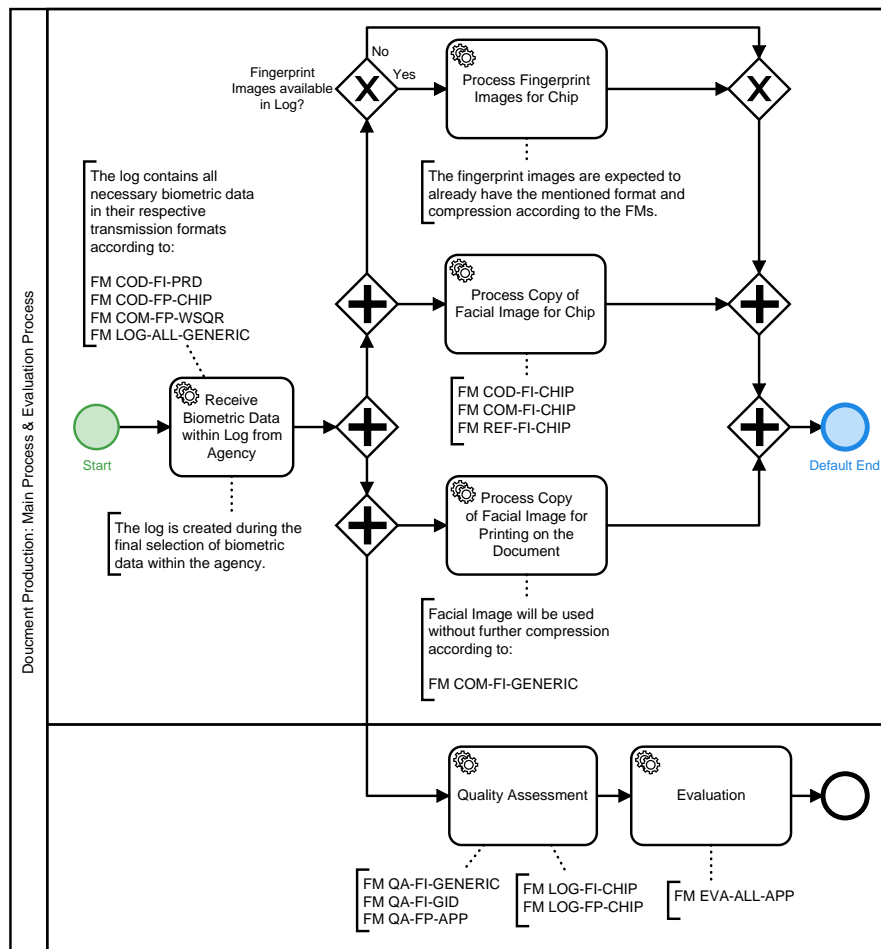 Doucment Production: Main Process & Evaluation Process
No
Fingerprint
Images available
in Log?
Yes
Process Fingerprint
Images for Chip
The fingerprint images are expected to
already have the mentioned format and
compression according to the FMs.
The log contains all
necessary biometric data
in their respective
transmission formats
according to:
FM COD-FI-PRD
FM COD-FP-CHIP
FM COM-FP-WSQR
FM LOG-ALL-GENERIC
Process Copy of
Facial Image for Chip
FM COD-FI-CHIP
FM COM-FI-CHIP
FM REF-FI-CHIP
Start
Receive
Biometric Data
within Log from
Agency
Default End
The log is created during the
final selection of biometric
data within the agency.
Process Copy
of Facial Image for
Printing on the
Document
Facial Image will be used
without further compression
according to:
FM COM-FI-GENERIC
Quality Assessment
Evaluation
FM QA-FI-GENERIC
FM QA-FI-GID
FM QA-FP-APP
FM LOG-FI-CHIP
FM LOG-FP-CHIP
FM EVA-ALL-APP